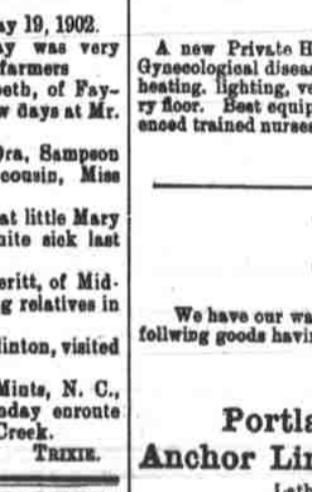 ay 19, 1902.
ay was very
farmers
beth, of Fay-
w days at Mr.
Ora, Sampson
cousin, Miss
at little Mary
uite sick last
eritt, of Mid-
g relatives in
linton, visited
Mints, N. C.,
nday enroute
Creek.
TRIXIE.
A new Private H
Gynecological diseas
heating, lighting, ve
ry floor. Best equip
enced trained nurses
We have our wa
follwing goods havin
Portla
Anchor Lim
Lath